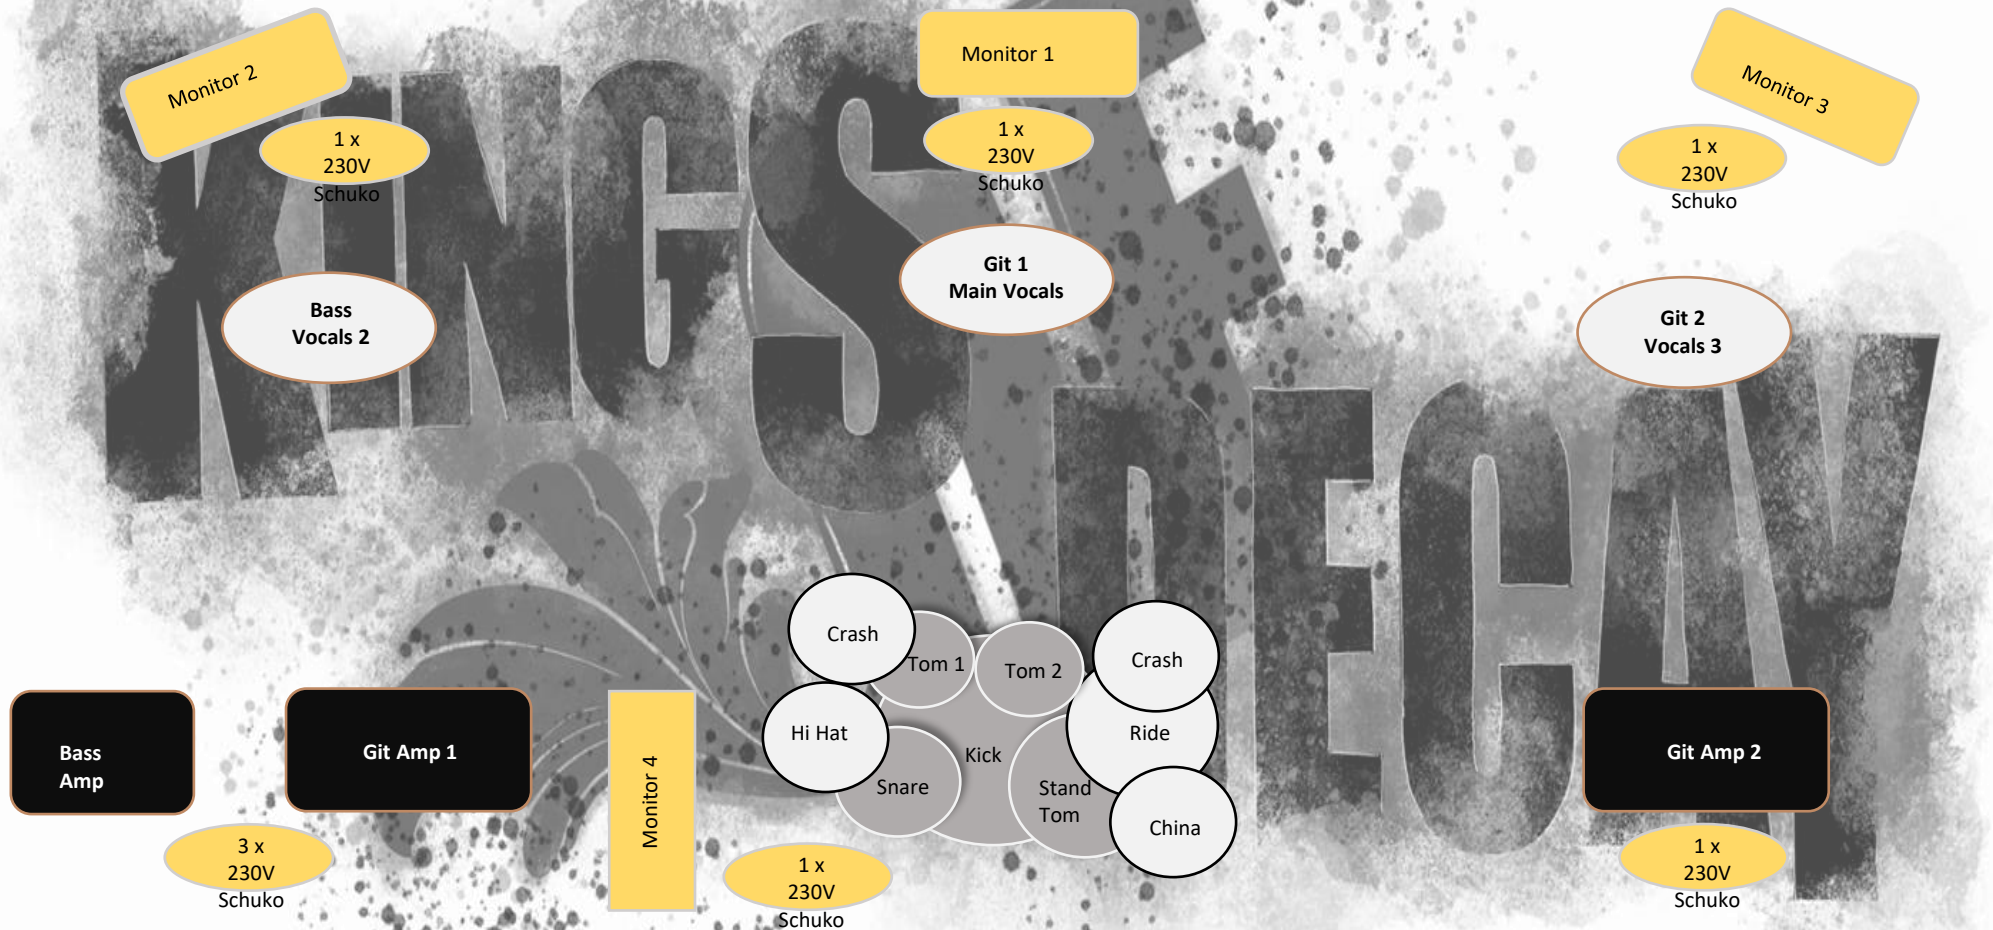 KINGS
DECAY
Monitor 2
Monitor 1
Monitor 3
1 x
230V
Schuko
1 x
230V
Schuko
1 x
230V
Schuko
Bass
Vocals 2
Git 1
Main Vocals
Git 2
Vocals 3
Crash
Tom 1
Tom 2
Crash
Hi Hat
Kick
Ride
Snare
Stand
Tom
China
Bass
Amp
Git Amp 1
Monitor 4
Git Amp 2
3 x
230V
Schuko
1 x
230V
Schuko
1 x
230V
Schuko